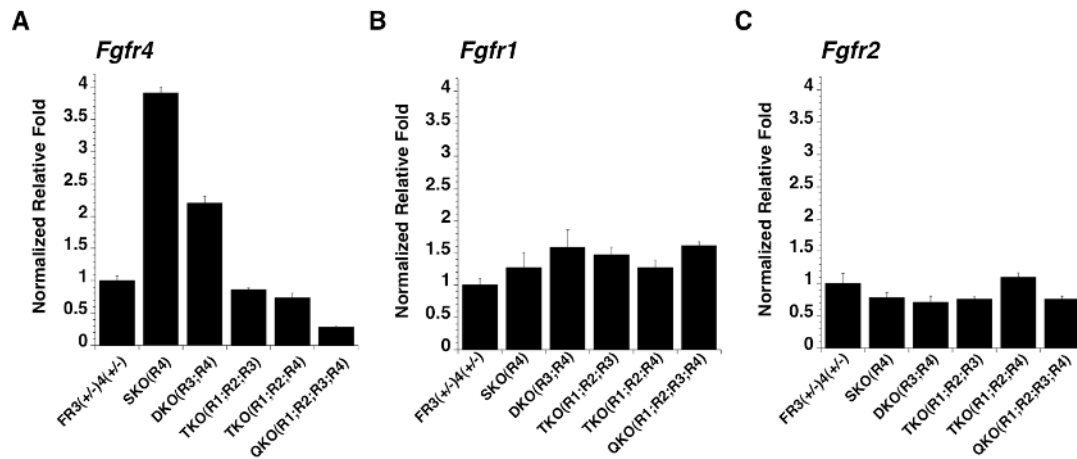 A
Fgfr4
Normalized Relative Fold
4
3.5
3
2.5
2
1.5
1
0.5
0
FR3(+/-)4(+/-)
SKO(R4)
DKO(R3;R4)
TKO(R1;R2;R3)
TKO(R1;R2;R4)
QKO(R1;R2;R3;R4)
B
Fgfr1
Normalized Relative Fold
4
3.5
3
2.5
2
1.5
1
0.5
0
FR3(+/-)4(+/-)
SKO(R4)
DKO(R3;R4)
TKO(R1;R2;R3)
TKO(R1;R2;R4)
QKO(R1;R2;R3;R4)
C
Fgfr2
Normalized Relative Fold
4
3.5
3
2.5
2
1.5
1
0.5
0
FR3(+/-)4(+/-)
SKO(R4)
DKO(R3;R4)
TKO(R1;R2;R3)
TKO(R1;R2;R4)
QKO(R1;R2;R3;R4)